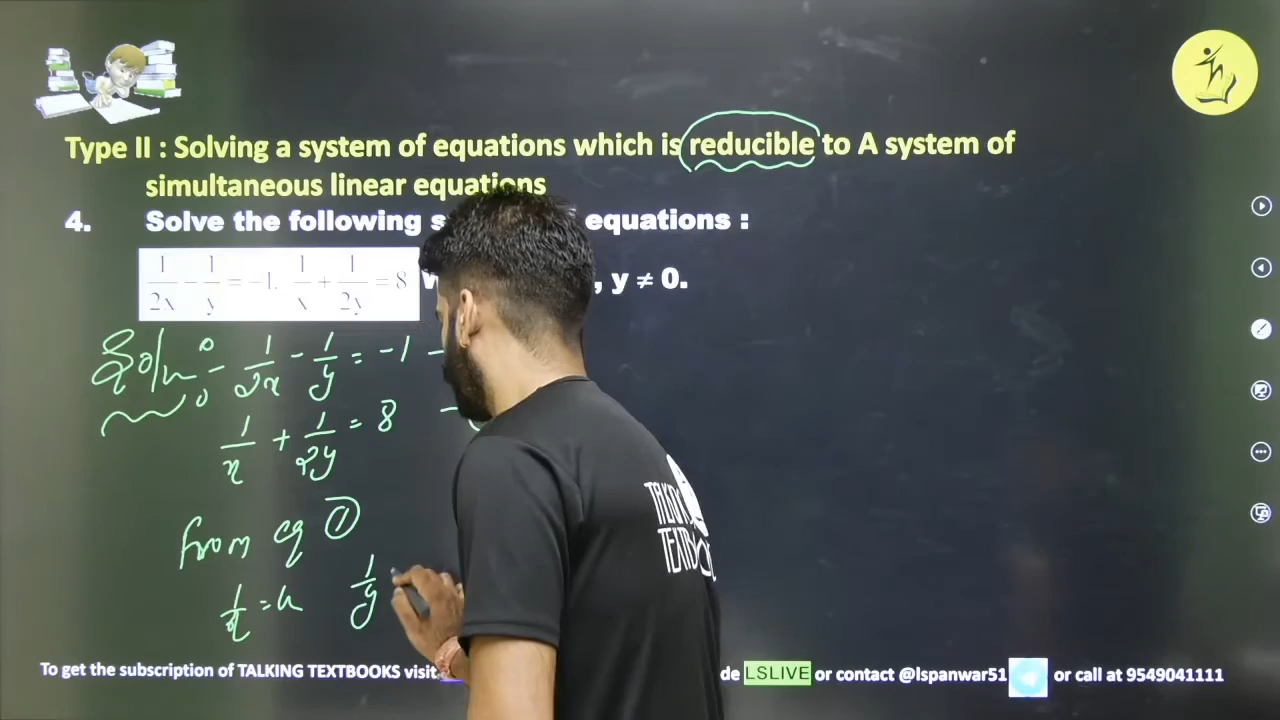 Type II : Solving a system of equations which is reducible to A system of
simultaneous linear equations
4. Solve the following s equations :
1/2x - 1/y = -1. 1/x + 1/2y = 8 , y ≠ 0.
Soln :- 1/2x - 1/y = -1 -
1/x + 1/2y = 8 -
from eq ①
1/x = u 1/y
TALKING
TEXTBOO
To get the subscription of TALKING TEXTBOOKS visit. de LSLIVE or contact @lspanwar51 or call at 9549041111